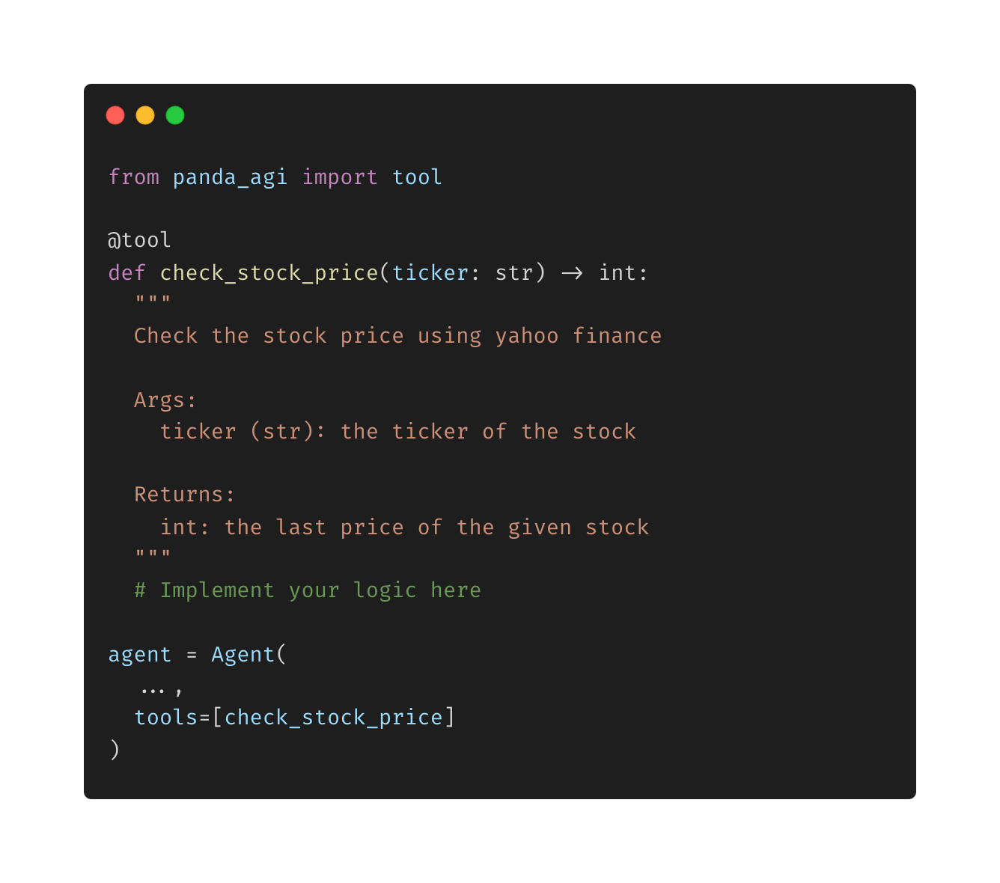 from panda_agi import tool
@tool
def check_stock_price(ticker: str) -> int:
"""
Check the stock price using yahoo finance
Args:
ticker (str): the ticker of the stock
Returns:
int: the last price of the given stock
"""
# Implement your logic here
agent = Agent(
...,
tools=[check_stock_price]
)